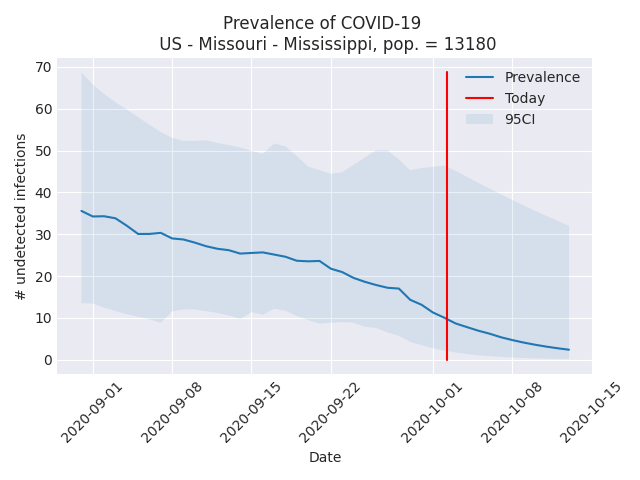 Prevalence of COVID-19
US - Missouri - Mississippi, pop. = 13180
# undetected infections
70
60
50
40
30
20
10
0
Prevalence
Today
95CI
2020-09-01
2020-09-08
2020-09-15
2020-09-22
2020-10-01
2020-10-08
2020-10-15
Date